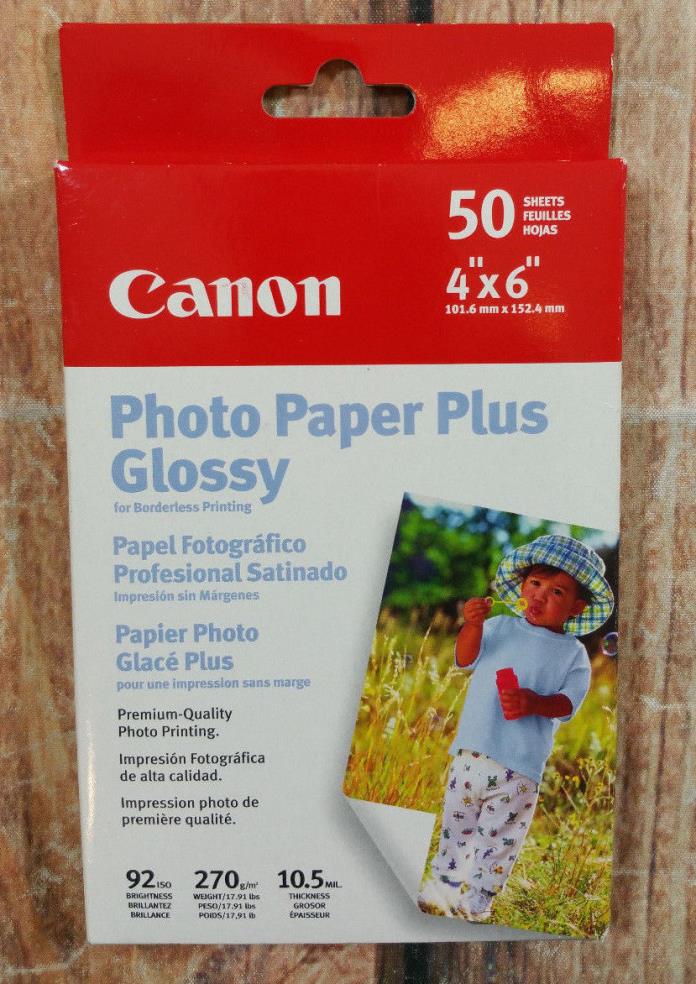 50 SHEETS
FEUILLES
HOJAS
4"x6"
101.6 mm x 152.4 mm
Canon
Photo Paper Plus
Glossy
for Borderless Printing
Papel Fotográfico
Profesional Satinado
Impresión sin Márgenes
Papier Photo
Glacé Plus
pour une impression sans marge
Premium-Quality
Photo Printing.
Impresión Fotográfica
de alta calidad.
Impression photo de
première qualité.
92 ISO
BRIGHTNESS
BRILLANTEZ
BRILLANCE
270 g/m²
WEIGHT/17.91 lbs
PESO/17.91 lbs
POIDS/17,91 lb
10.5 MIL.
THICKNESS
GROSOR
ÉPAISSEUR